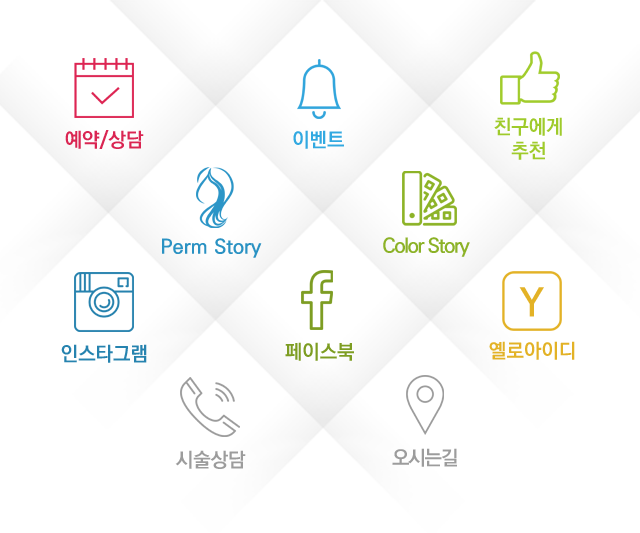 예약/상담
이벤트
친구에게
추천
Perm Story
Color Story
인스타그램
페이스북
Y
옐로아이디
시술상담
오시는길